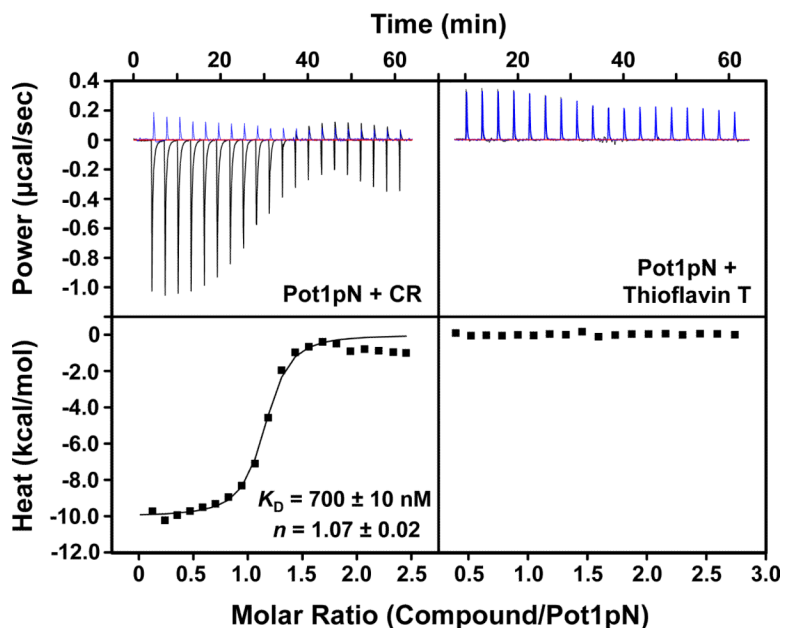 Time (min)
0 20 40 60 10 20 40 60
0.4
0.2
0
-0.2
-0.4
-0.6
-0.8
-1.0
Power (µcal/sec)
Pot1pN + CR
Pot1pN +
Thioflavin T
0
-2.0
-4.0
-6.0
-8.0
-10.0
-12.0
Heat (kcal/mol)
KD = 700 ± 10 nM
n = 1.07 ± 0.02
0 0.5 1.0 1.5 2.0 2.5 0.5 1.0 1.5 2.0 2.5 3.0
Molar Ratio (Compound/Pot1pN)